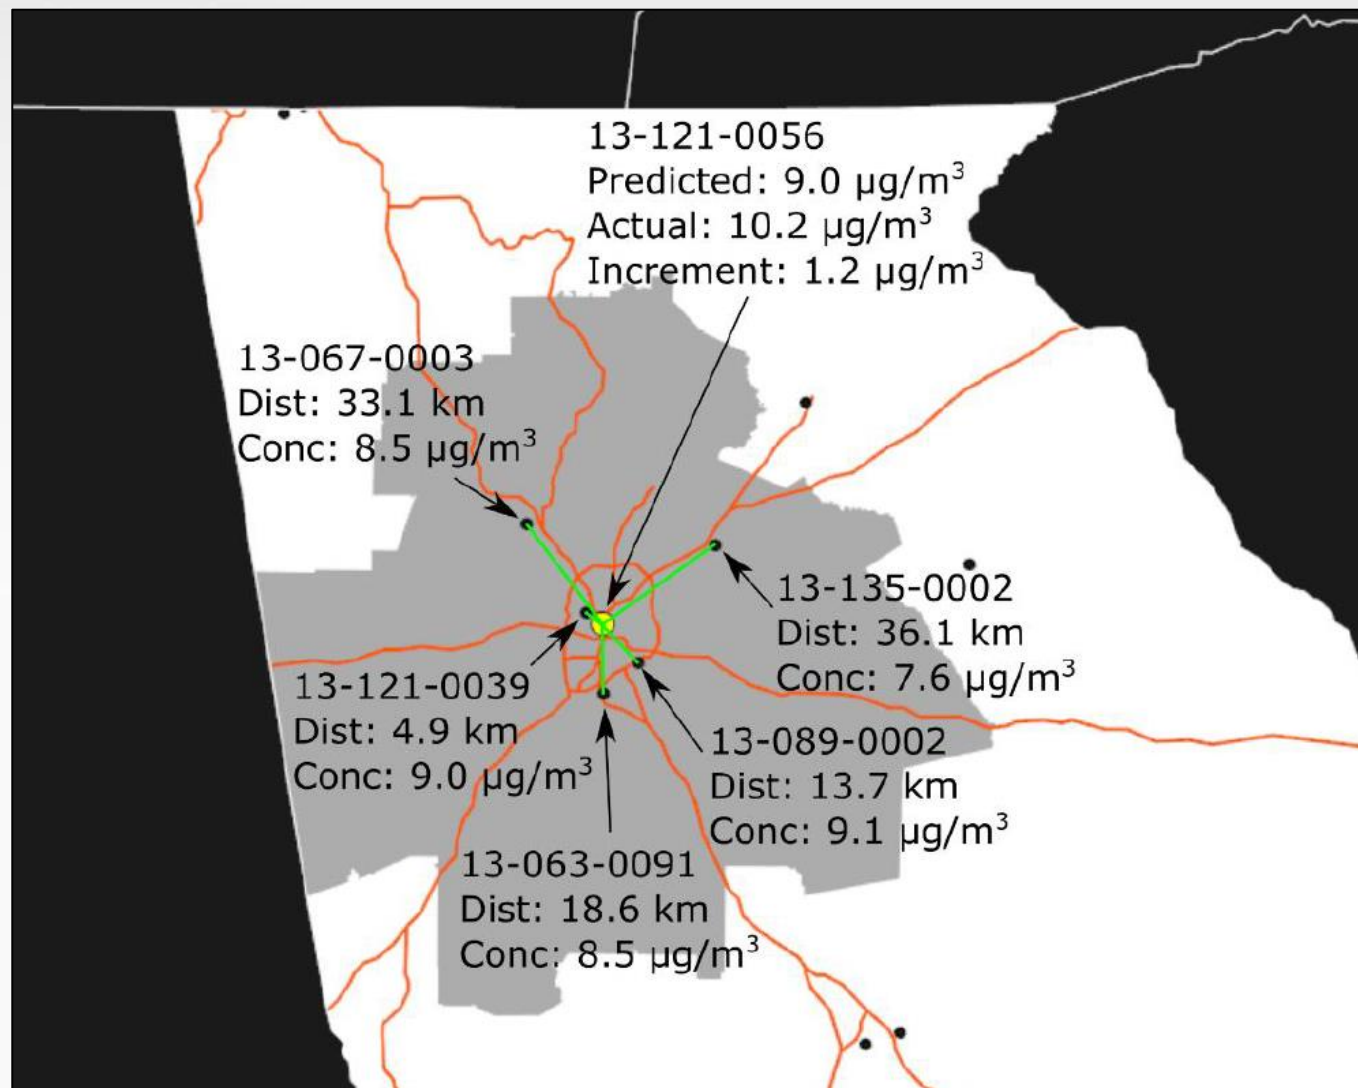 13-121-0056
Predicted: 9.0 µg/m³
Actual: 10.2 µg/m³
Increment: 1.2 µg/m³
13-067-0003
Dist: 33.1 km
Conc: 8.5 µg/m³
13-135-0002
Dist: 36.1 km
Conc: 7.6 µg/m³
13-121-0039
Dist: 4.9 km
Conc: 9.0 µg/m³
13-089-0002
Dist: 13.7 km
Conc: 9.1 µg/m³
13-063-0091
Dist: 18.6 km
Conc: 8.5 µg/m³